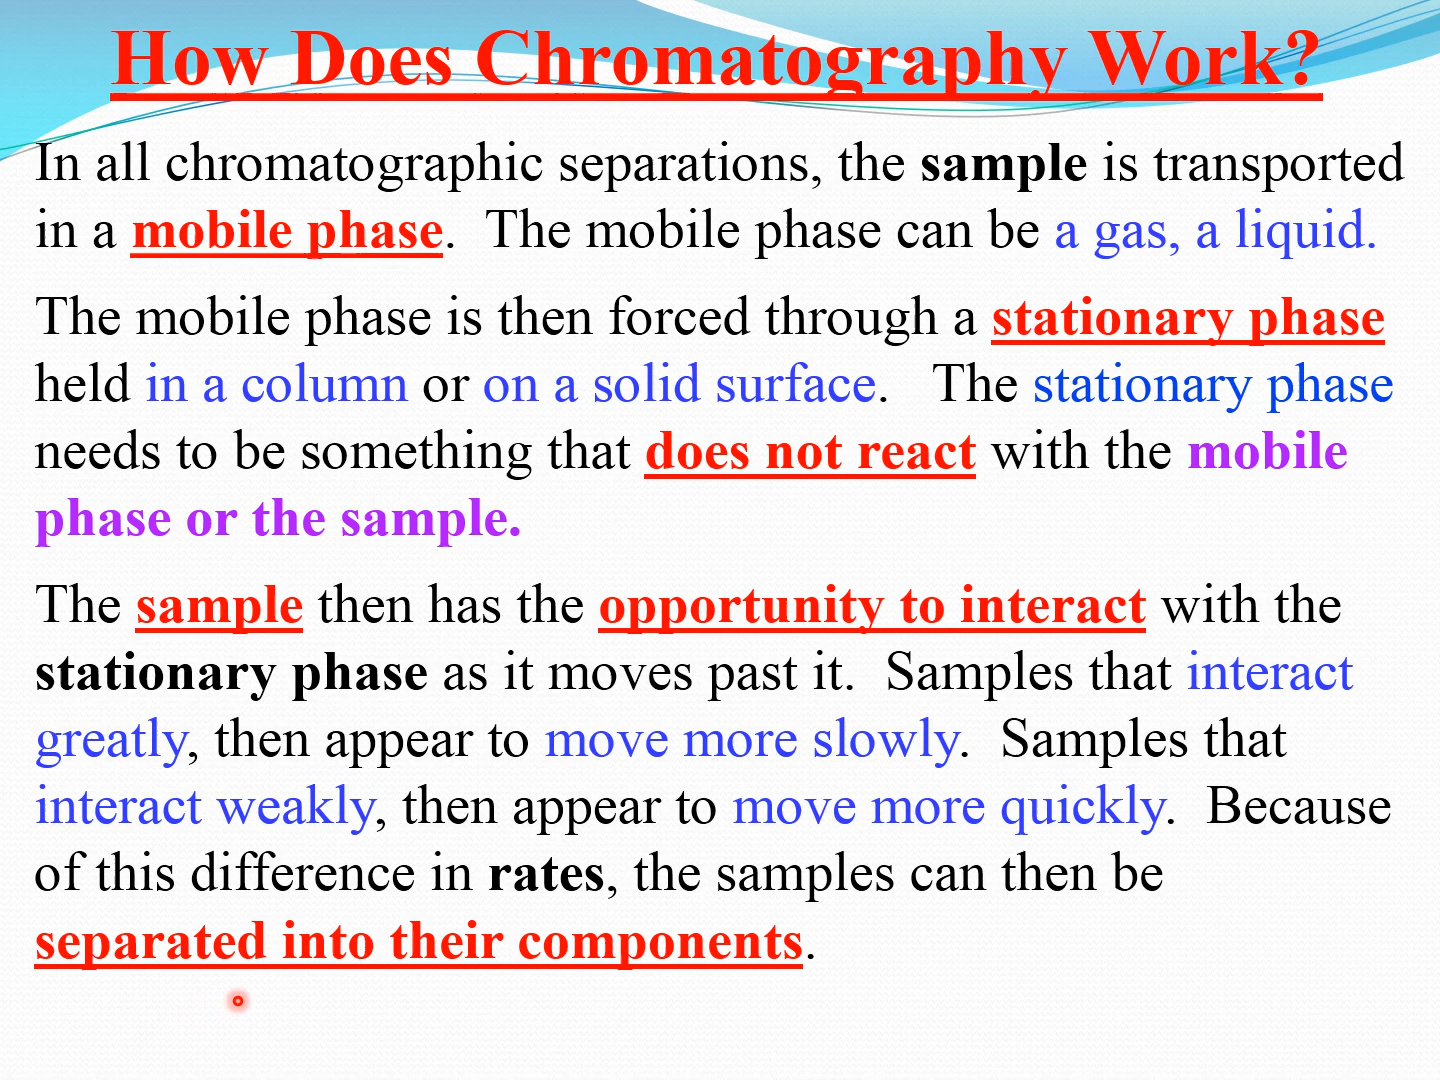 How Does Chromatography Work?
In all chromatographic separations, the sample is transported
in a mobile phase.  The mobile phase can be a gas, a liquid.
The mobile phase is then forced through a stationary phase
held in a column or on a solid surface.   The stationary phase
needs to be something that does not react with the mobile
phase or the sample.
The sample then has the opportunity to interact with the
stationary phase as it moves past it.  Samples that interact
greatly, then appear to move more slowly.  Samples that
interact weakly, then appear to move more quickly.  Because
of this difference in rates, the samples can then be
separated into their components.